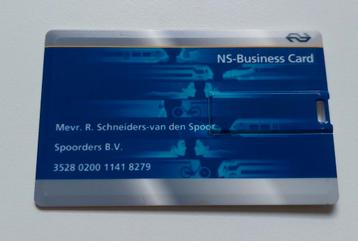 NS-Business Card
Mevr. R. Schneiders-van den Spoor
Spoorders B.V.
3528 0200 1141 8279